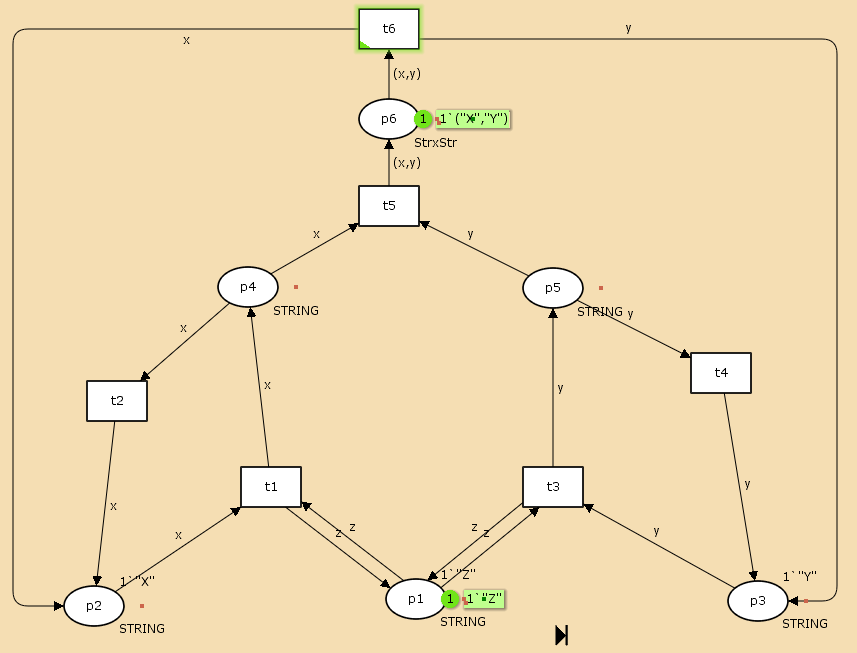 t6
x
y
(x,y)
p6
1
1`("X","Y")
StrxStr
(x,y)
t5
x
y
p4
STRING
p5
STRING
y
x
t4
t2
x
y
t1
t3
x
x
z
z
z
z
y
y
1`"X"
p2
STRING
1`"Z"
p1
1
1`"Z"
STRING
1`"Y"
p3
STRING